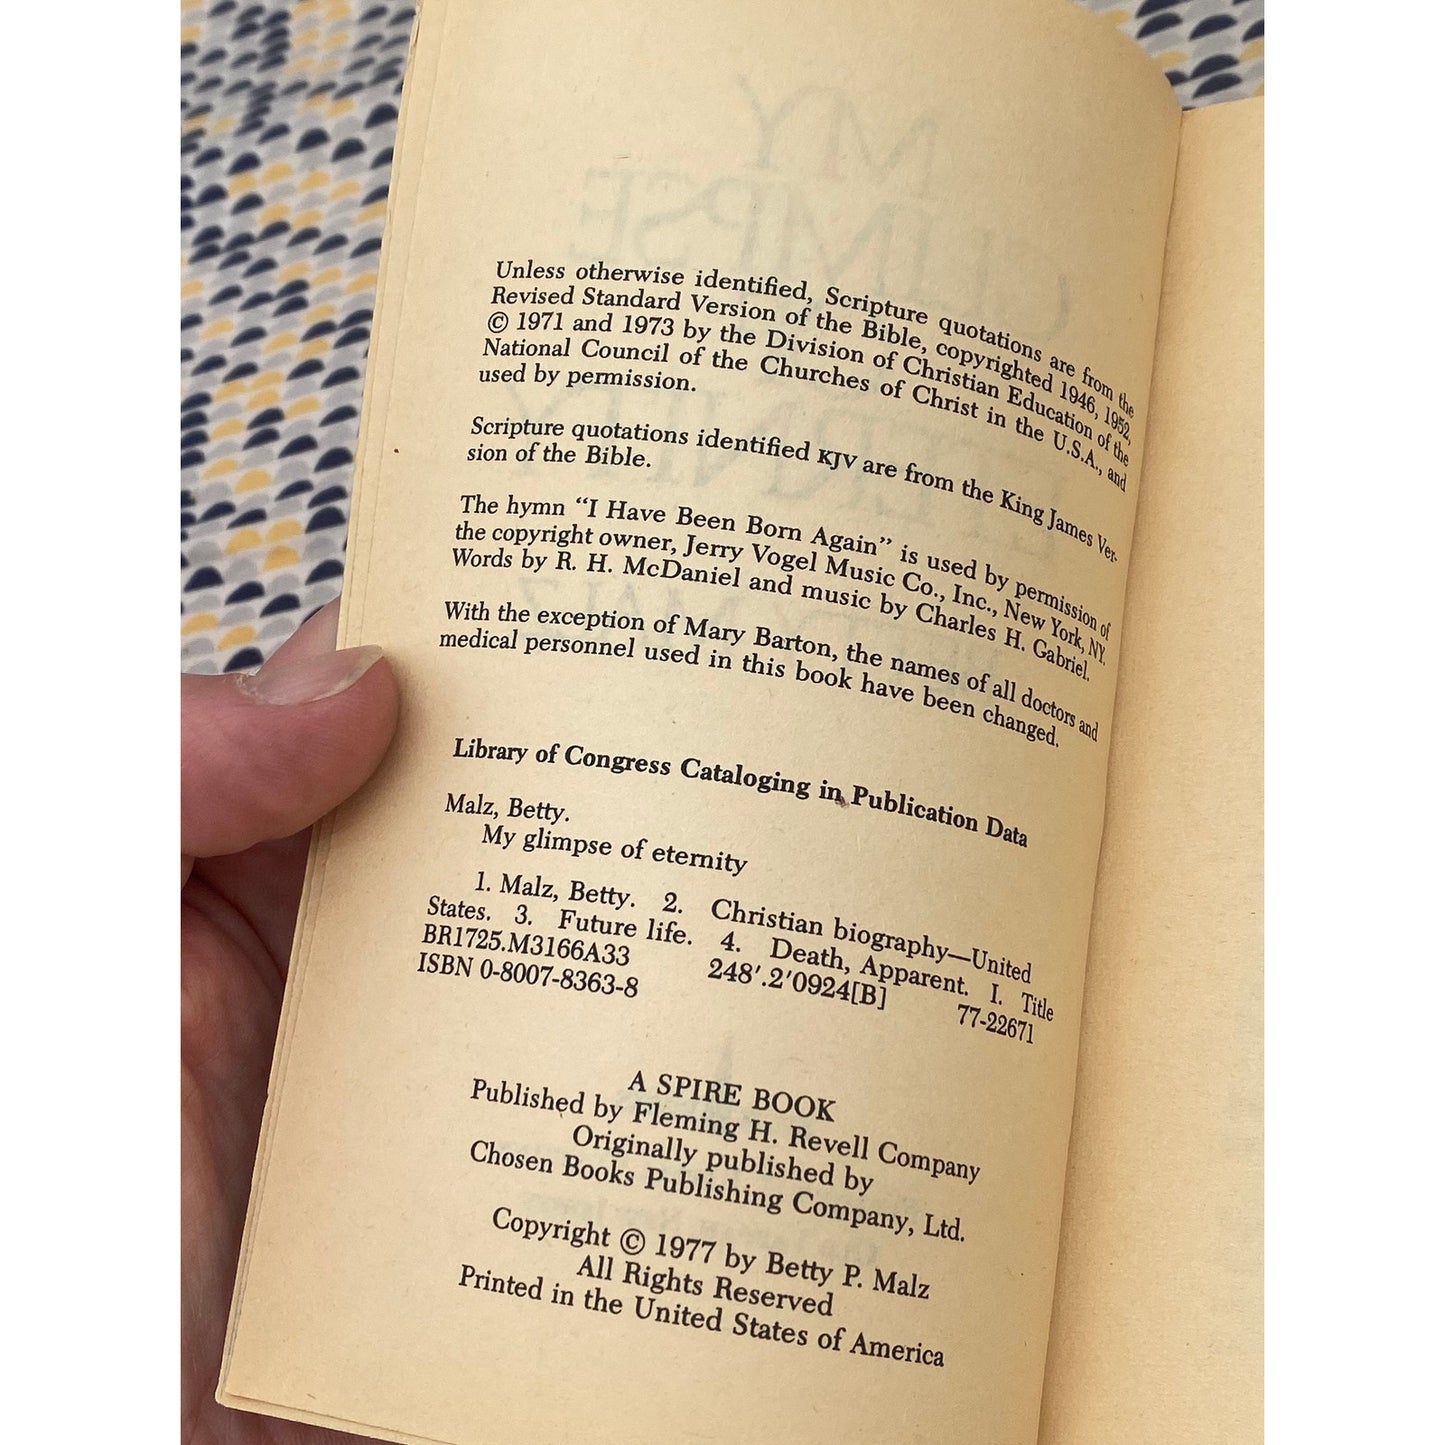 Unless otherwise identified, Scripture quotations are from the
Revised Standard Version of the Bible, copyrighted 1946, 1952,
© 1971 and 1973 by the Division of Christian Education of the
National Council of the Churches of Christ in the U.S.A., and
used by permission.
Scripture quotations identified KJV are from the King James Ver-
sion of the Bible.
The hymn “I Have Been Born Again” is used by permission of
the copyright owner, Jerry Vogel Music Co., Inc., New York, NY.
Words by R. H. McDaniel and music by Charles H. Gabriel.
With the exception of Mary Barton, the names of all doctors and
medical personnel used in this book have been changed.
Library of Congress Cataloging in Publication Data
Malz, Betty.
My glimpse of eternity
1. Malz, Betty. 2. Christian biography—United
States. 3. Future life. 4. Death, Apparent. I. Title
BR1725.M3166A33 248'.2'0924[B] 77-22671
ISBN 0-8007-8363-8
A SPIRE BOOK
Published by Fleming H. Revell Company
Originally published by
Chosen Books Publishing Company, Ltd.
Copyright © 1977 by Betty P. Malz
All Rights Reserved
Printed in the United States of America